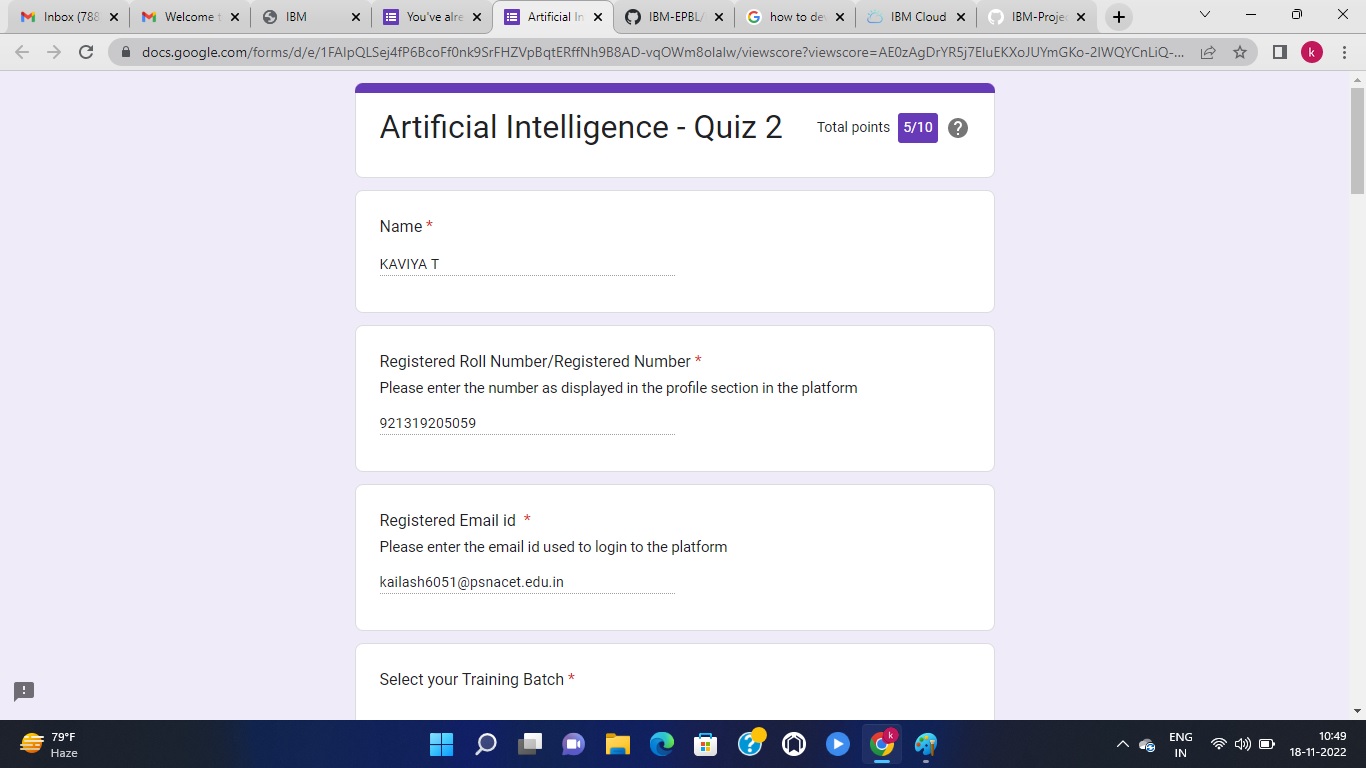 Inbox (788
Welcome t
IBM
You've alre
Artificial In
IBM-EPBL/
how to de
IBM Cloud
IBM-Projec
docs.google.com/forms/d/e/1FAIpQLSej4fP6BcoFf0nk9SrFHZVpBqtERffNh9B8AD-vqOWm8olaIw/viewscore?viewscore=AE0zAgDrYR5j7EIuEKXoJUYmGKo-2IWQYCnLiQ-...
k
Artificial Intelligence - Quiz 2
Total points 5/10
Name *
KAVIYA T
Registered Roll Number/Registered Number *
Please enter the number as displayed in the profile section in the platform
921319205059
Registered Email id *
Please enter the email id used to login to the platform
kailash6051@psnacet.edu.in
Select your Training Batch *
79°F
Haze
k
ENG
IN
10:49
18-11-2022